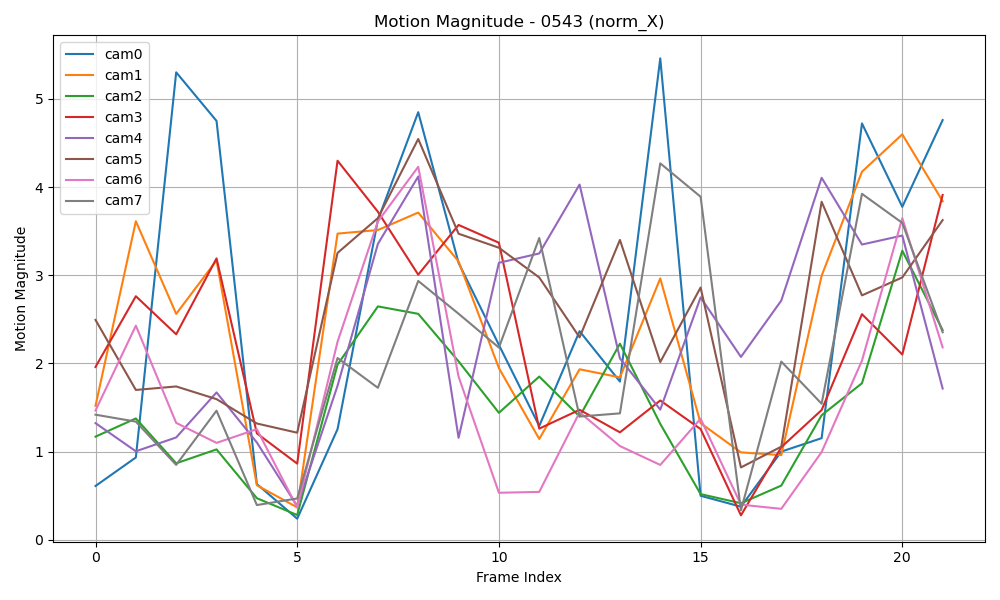 Motion Magnitude - 0543 (norm_X)
cam0
cam1
cam2
cam3
cam4
cam5
cam6
cam7
5
4
3
2
1
0
Motion Magnitude
0 5 10 15 20
Frame Index